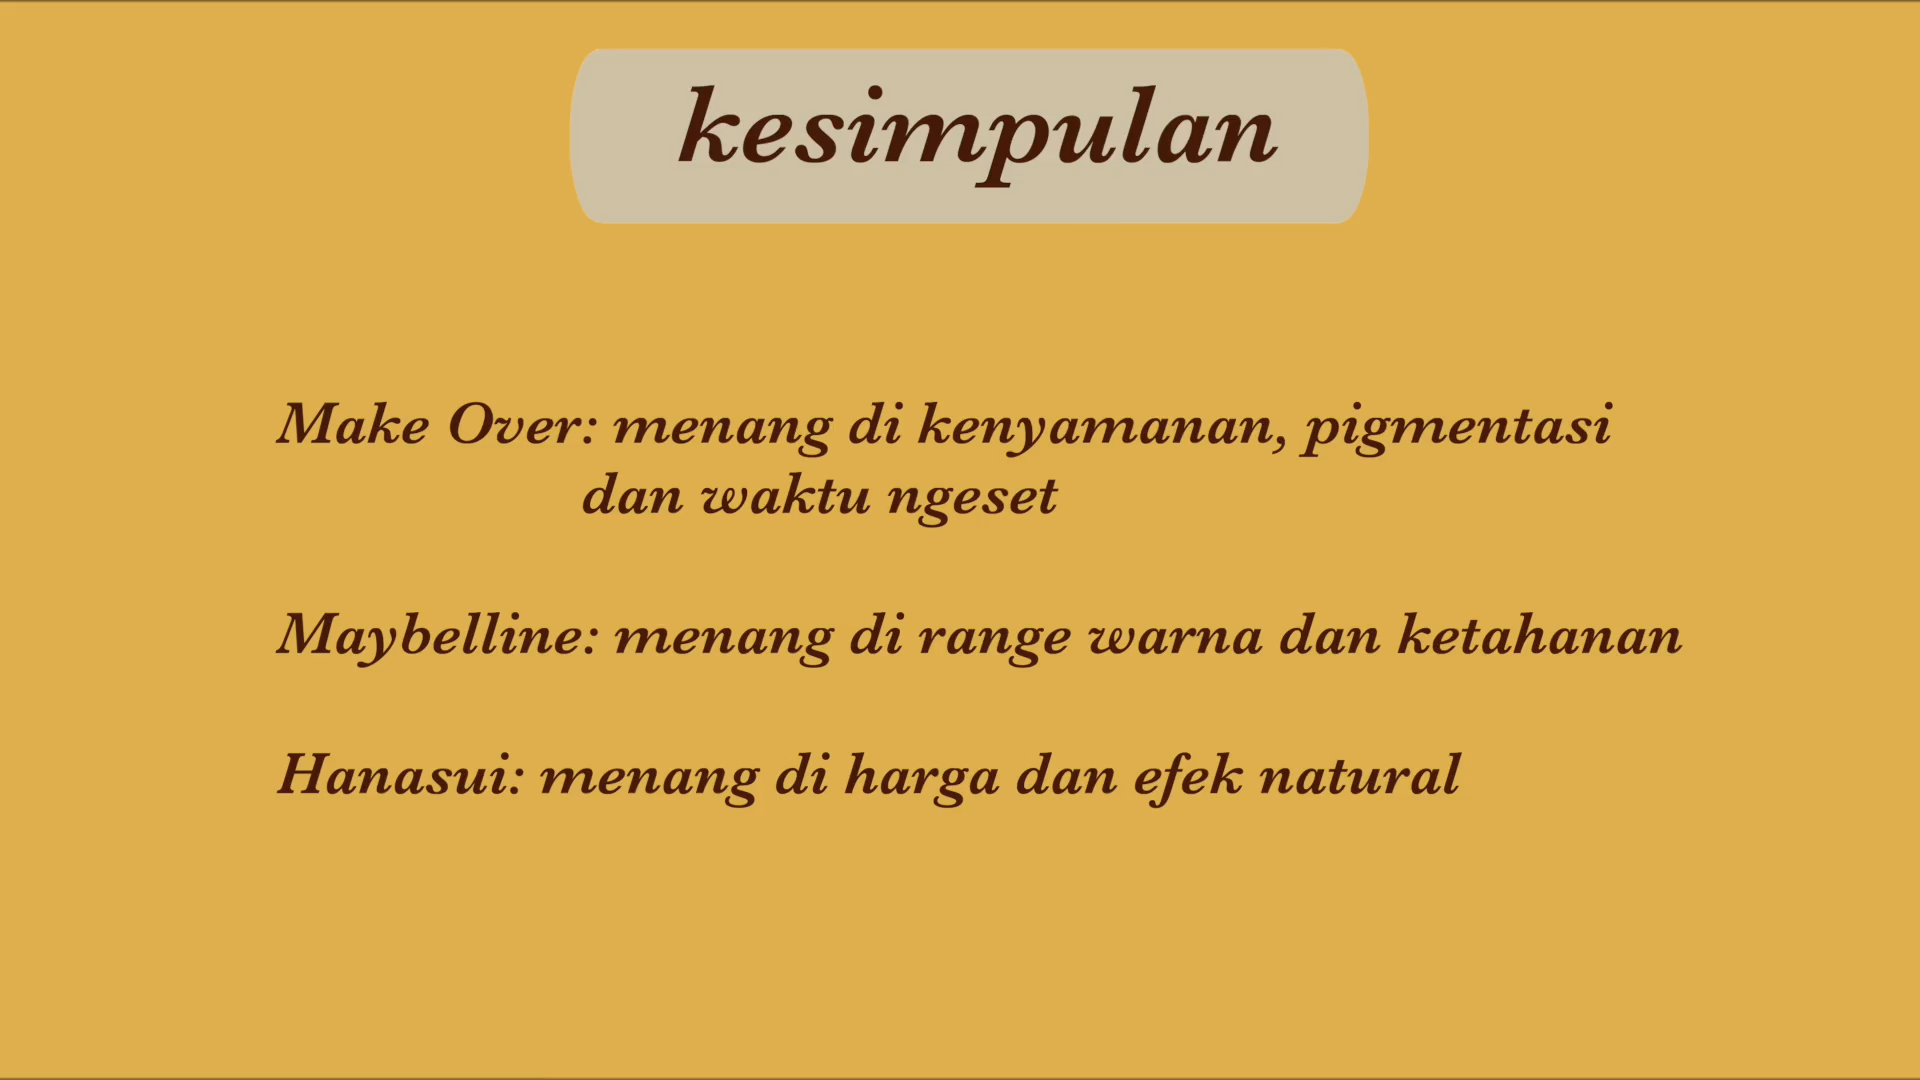 kesimpulan
Make Over: menang di kenyamanan, pigmentasi
dan waktu ngeset
Maybelline: menang di range warna dan ketahanan
Hanasui: menang di harga dan efek natural